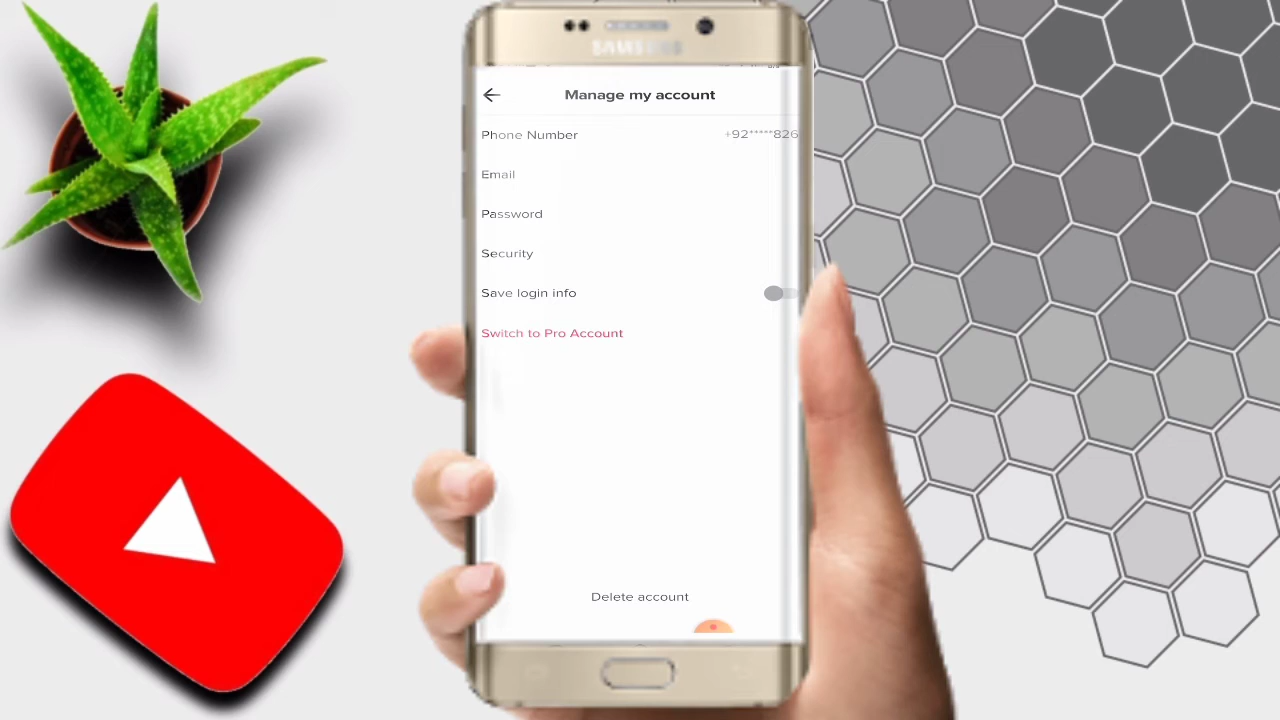 SAMSUNG
Manage my account
Phone Number +92*****826
Email
Password
Security
Save login info
Switch to Pro Account
Delete account